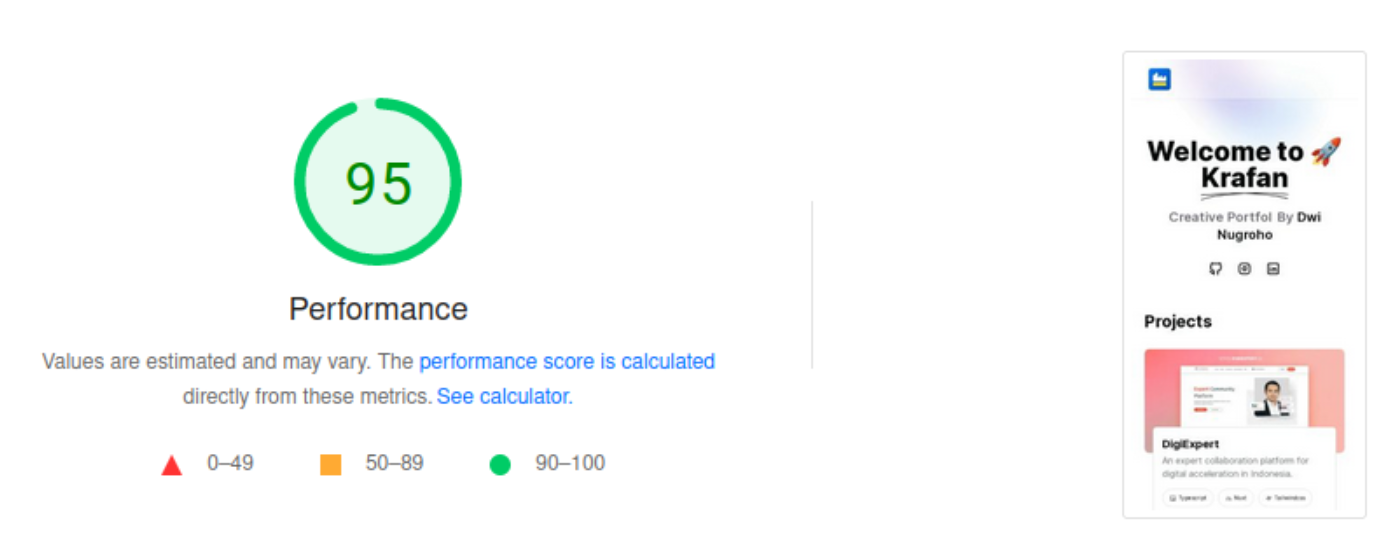 95
Performance
Values are estimated and may vary. The performance score is calculated
directly from these metrics. See calculator.
0–49
50–89
90–100
Welcome to 🚀
Krafan
Creative Portfol By Dwi
Nugroho
Projects
DigiExpert
An expert collaboration platform for
digital acceleration in Indonesia.
Typescript
Nuxt
Tailwindcss